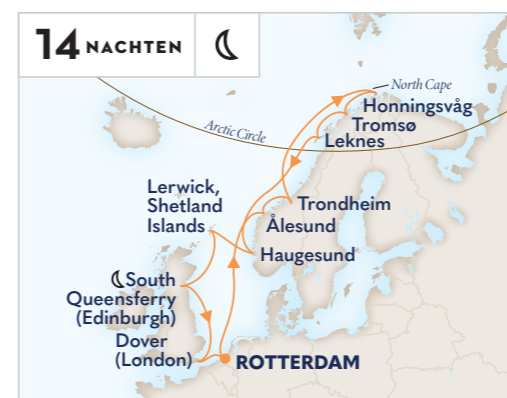 14 NACHTEN
North Cape
Honningsvåg
Tromsø
Leknes
Arctic Circle
Lerwick,
Shetland
Islands
Trondheim
Ålesund
Haugesund
South
Queensferry
(Edinburgh)
Dover
(London)
ROTTERDAM